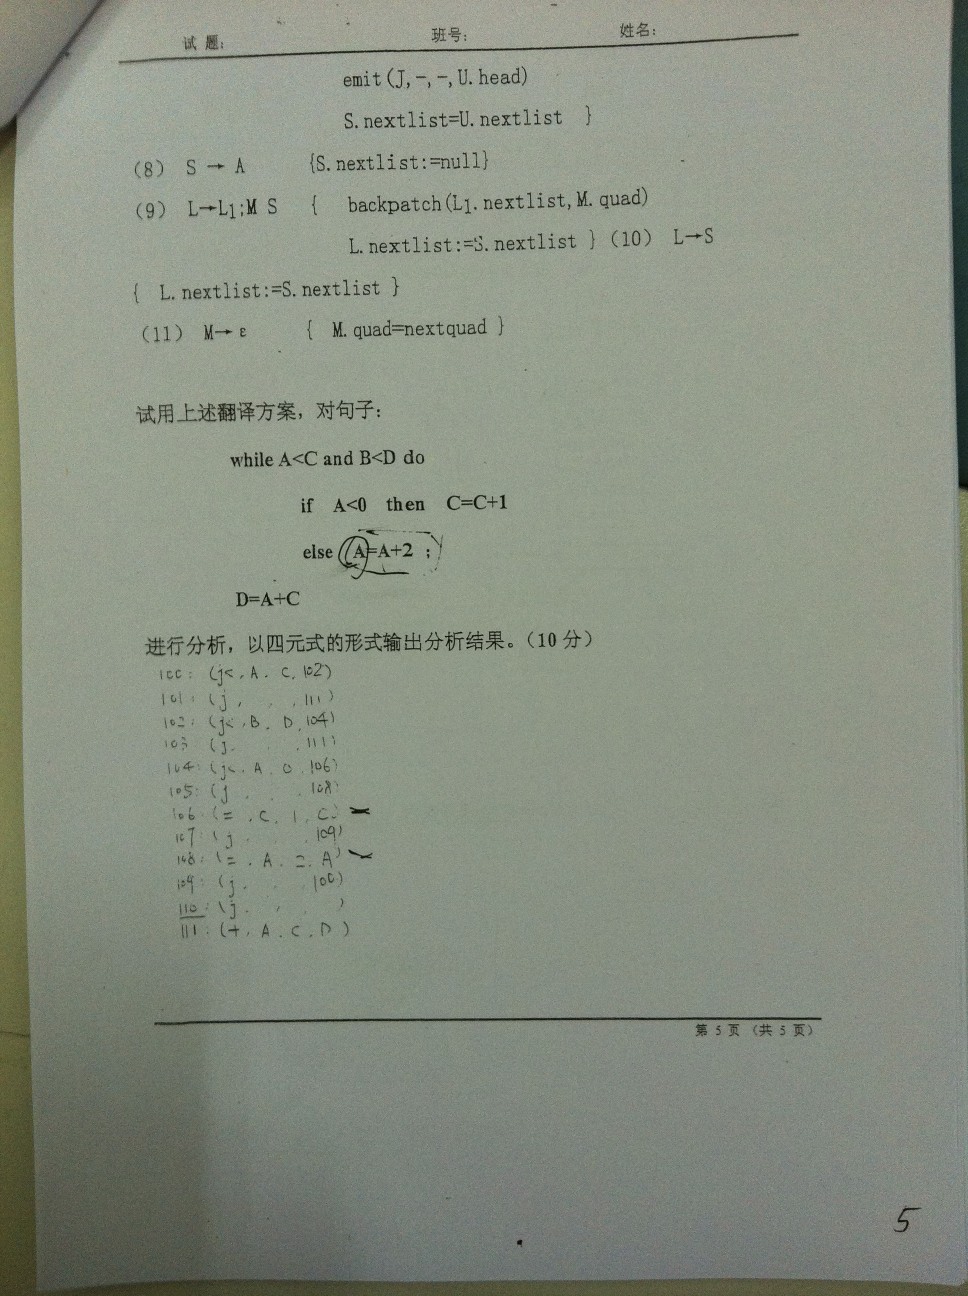 试 题: 班号: 姓名:
emit(J,-,-,U.head)
S.nextlist=U.nextlist }
(8) S → A {S.nextlist:=null}
(9) L→L1;M S { backpatch(L1.nextlist,M.quad)
L.nextlist:=S.nextlist } (10) L→S
{ L.nextlist:=S.nextlist }
(11) M→ ε { M.quad=nextquad }
试用上述翻译方案，对句子：
while A<C and B<D do
if A<0 then C=C+1
else A=A+2 ;
D=A+C
进行分析，以四元式的形式输出分析结果。（10 分）
100: (j<, A, C, 102)
101: (j, , , 111)
102: (j<, B, D, 104)
103: (j, , , 111)
104: (j<, A, 0, 106)
105: (j, , , 108)
106: (=, C, 1, C)
107: (j, , , 109)
108: (=, A, 2, A)
109: (j, , , 100)
110: (j, , , )
111: (+, A, C, D)
第 5 页 （共 5 页）
5